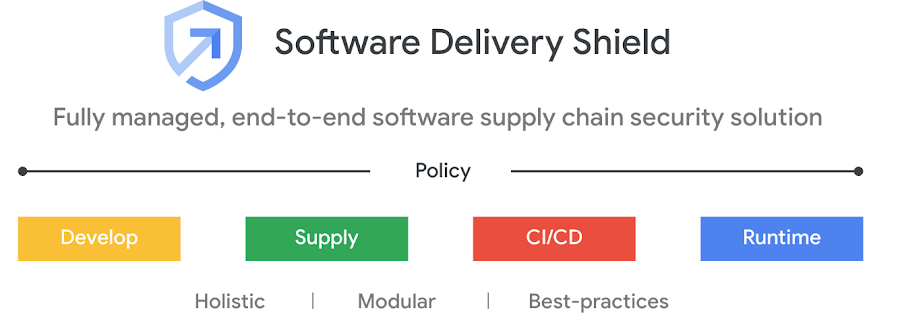 Software Delivery Shield
Fully managed, end-to-end software supply chain security solution
Policy
Develop Supply CI/CD Runtime
Holistic | Modular | Best-practices